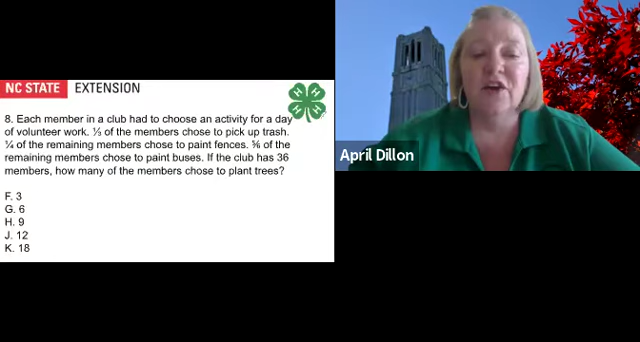 NC STATE EXTENSION
H H
H H
8. Each member in a club had to choose an activity for a day
of volunteer work. ⅓ of the members chose to pick up trash.
¼ of the remaining members chose to paint fences. ⅚ of the
remaining members chose to paint buses. If the club has 36
members, how many of the members chose to plant trees?
F. 3
G. 6
H. 9
J. 12
K. 18
April Dillon